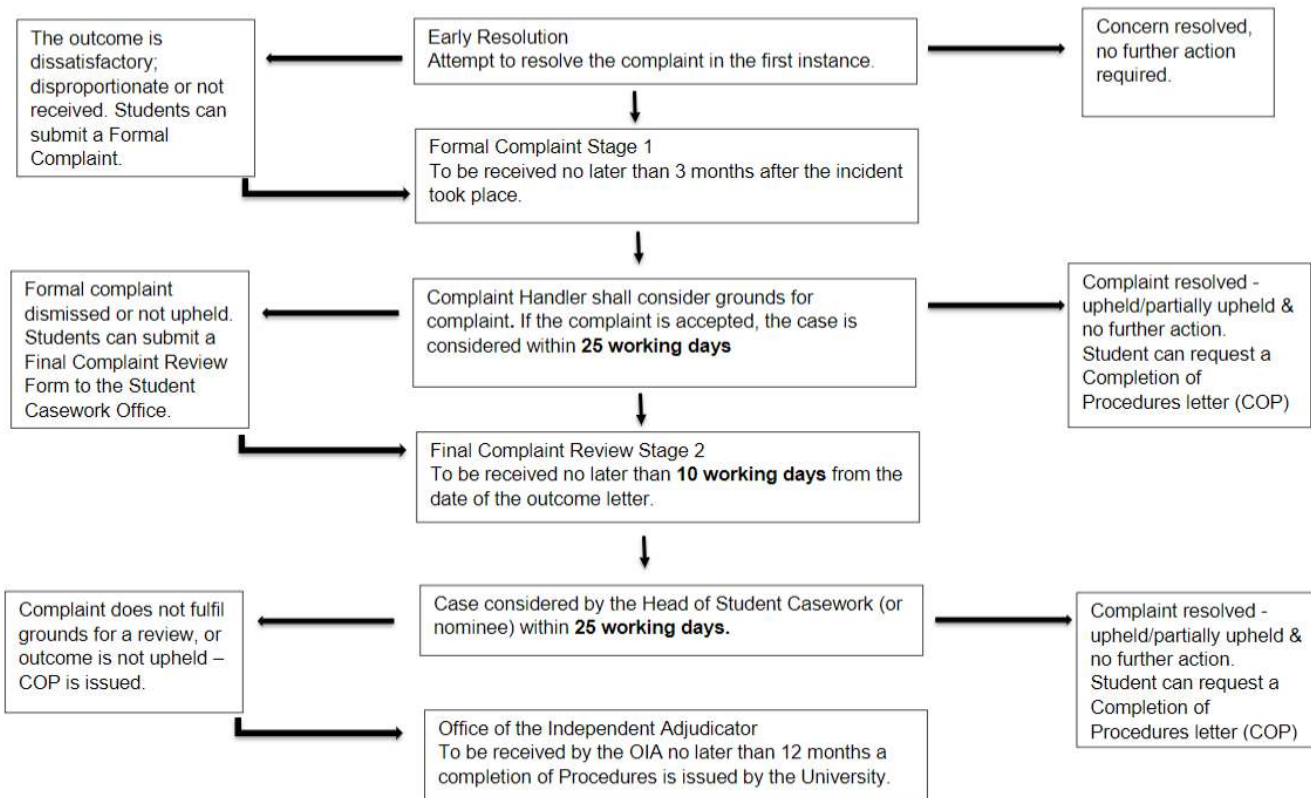 The outcome is
dissatisfactory;
disproportionate or not
received. Students can
submit a Formal
Complaint.
Early Resolution
Attempt to resolve the complaint in the first instance.
Concern resolved,
no further action
required.
Formal Complaint Stage 1
To be received no later than 3 months after the incident
took place.
Formal complaint
dismissed or not upheld.
Students can submit a
Final Complaint Review
Form to the Student
Casework Office.
Complaint Handler shall consider grounds for
complaint. If the complaint is accepted, the case is
considered within 25 working days
Complaint resolved -
upheld/partially upheld &
no further action.
Student can request a
Completion of
Procedures letter (COP)
Final Complaint Review Stage 2
To be received no later than 10 working days from the
date of the outcome letter.
Complaint does not fulfil
grounds for a review, or
outcome is not upheld –
COP is issued.
Case considered by the Head of Student Casework (or
nominee) within 25 working days.
Complaint resolved -
upheld/partially upheld &
no further action.
Student can request a
Completion of
Procedures letter (COP)
Office of the Independent Adjudicator
To be received by the OIA no later than 12 months a
completion of Procedures is issued by the University.